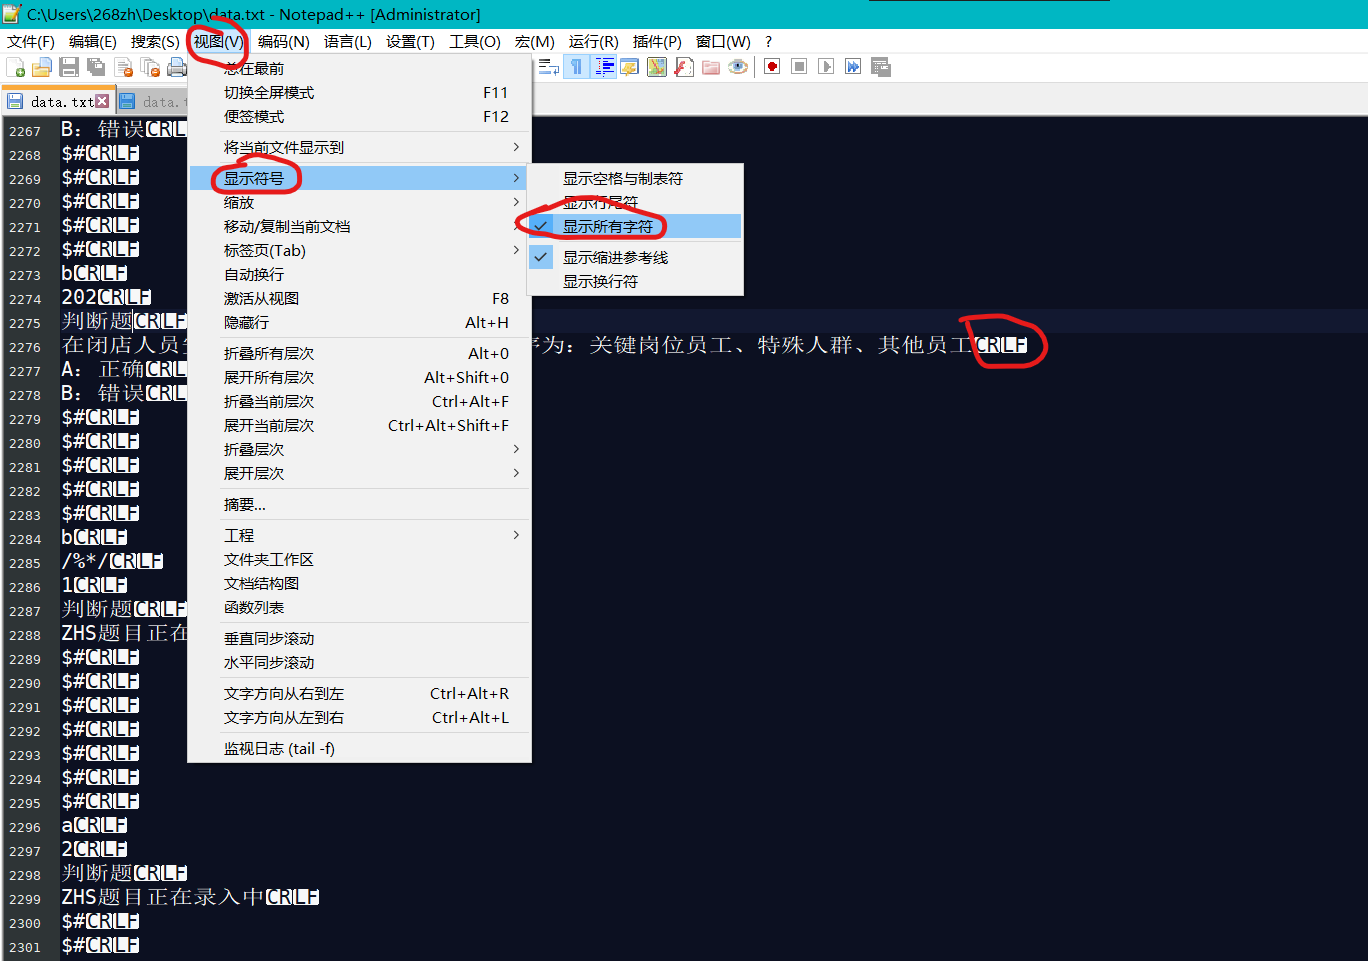 C:\Users\268zh\Desktop\data.txt - Notepad++ [Administrator]
文件(F) 编辑(E) 搜索(S) 视图(V) 编码(N) 语言(L) 设置(T) 工具(O) 宏(M) 运行(R) 插件(P) 窗口(W) ?
data.txt data.t
总在最前
切换全屏模式 F11
便签模式 F12
将当前文件显示到
显示符号
缩放
移动/复制当前文档
标签页(Tab)
自动换行
激活从视图 F8
隐藏行 Alt+H
折叠所有层次 Alt+0
展开所有层次 Alt+Shift+0
折叠当前层次 Ctrl+Alt+F
展开当前层次 Ctrl+Alt+Shift+F
折叠层次
展开层次
摘要...
工程
文件夹工作区
文档结构图
函数列表
垂直同步滚动
水平同步滚动
文字方向从右到左 Ctrl+Alt+R
文字方向从左到右 Ctrl+Alt+L
监视日志 (tail -f)
显示空格与制表符
显示行尾符
显示所有字符
显示缩进参考线
显示换行符
2267 B：错误CRL
2268 $#CRLF
2269 $#CRLF
2270 $#CRLF
2271 $#CRLF
2272 $#CRLF
2273 bCRLF
2274 202CRLF
2275 判断题CRLF
2276 在闭店人员 序为：关键岗位员工、特殊人群、其他员工CRLF
2277 A：正确CRL
2278 B：错误CRL
2279 $#CRLF
2280 $#CRLF
2281 $#CRLF
2282 $#CRLF
2283 $#CRLF
2284 bCRLF
2285 /%*/CRLF
2286 1CRLF
2287 判断题CRLF
2288 ZHS题目正在
2289 $#CRLF
2290 $#CRLF
2291 $#CRLF
2292 $#CRLF
2293 $#CRLF
2294 $#CRLF
2295 $#CRLF
2296 aCRLF
2297 2CRLF
2298 判断题CRLF
2299 ZHS题目正在录入中CRLF
2300 $#CRLF
2301 $#CRLF